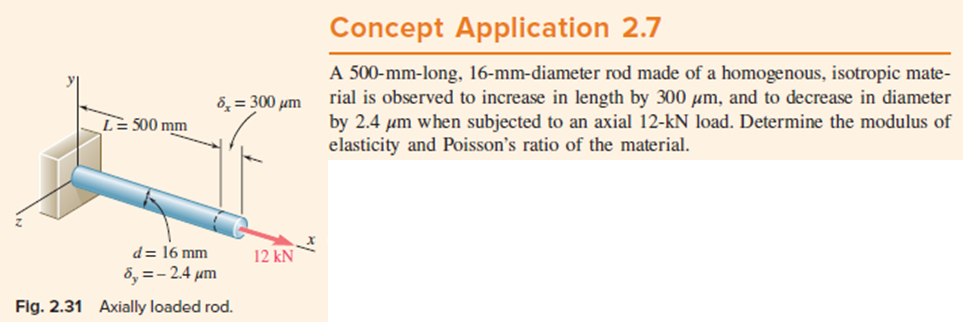 Concept Application 2.7
A 500-mm-long, 16-mm-diameter rod made of a homogenous, isotropic mate-
rial is observed to increase in length by 300 μm, and to decrease in diameter
by 2.4 μm when subjected to an axial 12-kN load. Determine the modulus of
elasticity and Poisson's ratio of the material.
y
δx = 300 μm
L = 500 mm
z
x
d = 16 mm
12 kN
δy = – 2.4 μm
Fig. 2.31 Axially loaded rod.